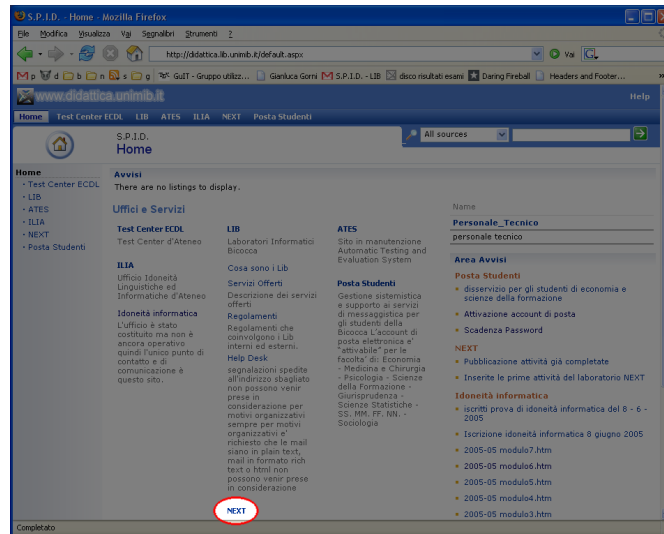 S.P.I.D. - Home - Mozilla Firefox
File Modifica Visualizza Vai Segnalibri Strumenti ?
http://didattica.lib.unimib.it/default.aspx
Vai
p d b n s g GuIT - Gruppo utilizz... Gianluca Gorni S.P.I.D. - LIB disco risultati esami Daring Fireball Headers and Footer...
www.didattica.unimib.it
Help
Home Test Center ECDL LIB ATES ILIA NEXT Posta Studenti
S.P.I.D.
Home
All sources
Home
Test Center ECDL
LIB
ATES
ILIA
NEXT
Posta Studenti
Avvisi
There are no listings to display.
Uffici e Servizi
Test Center ECDL
Test Center d'Ateneo
ILIA
Ufficio Idoneità
Linguistiche ed
Informatiche d'Ateneo
Idoneità informatica
L'ufficio è stato
costituito ma non è
ancora operativo
quindi l'unico punto di
contatto e di
comunicazione è
questo sito.
LIB
Laboratori Informatici
Bicocca
Cosa sono i Lib
Servizi Offerti
Descrizione dei servizi
offerti
Regolamenti
Regolamenti che
coinvolgono i Lib
interni ed esterni.
Help Desk
segnalazioni spedite
all'indirizzo sbagliato
non possono venir
prese in
considerazione per
motivi organizzativi
sempre per motivi
organizzativi e'
richiesto che le mail
siano in plain text,
mail in formato rich
text o html non
possono venir prese
in considerazione
NEXT
ATES
Sito in manutenzione
Automatic Testing and
Evaluation System
Posta Studenti
Gestione sistemistica
e supporto ai servizi
di messaggistica per
gli studenti della
Bicocca L'account di
posta elettronica e'
"attivabile" per le
facolta' di: Economia
- Medicina e Chirurgia
- Psicologia - Scienze
della Formazione -
Giurisprudenza -
Scienze Statistiche -
SS. MM. FF. NN. -
Sociologia
Name
Personale_Tecnico
personale tecnico
Area Avvisi
Posta Studenti
disservizio per gli studenti di economia e
scienze della formazione
Attivazione account di posta
Scadenza Password
NEXT
Pubblicazione attività già completate
Inserite le prime attività del laboratorio NEXT
Idoneità informatica
iscritti prova di idoneità informatica del 8 - 6 -
2005
Iscrizione idoneità informatica 8 giugno 2005
2005-05 modulo7.htm
2005-05 modulo6.htm
2005-05 modulo5.htm
2005-05 modulo4.htm
2005-05 modulo3.htm
Completato